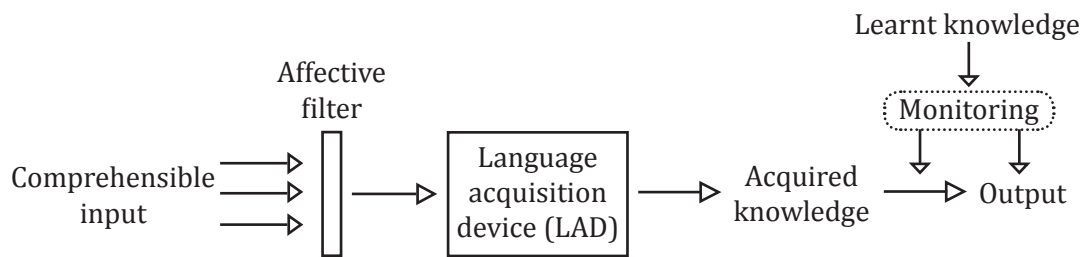 Learnt knowledge
Affective
filter
Monitoring
Comprehensible
input
Language
acquisition
device (LAD)
Acquired
knowledge
Output